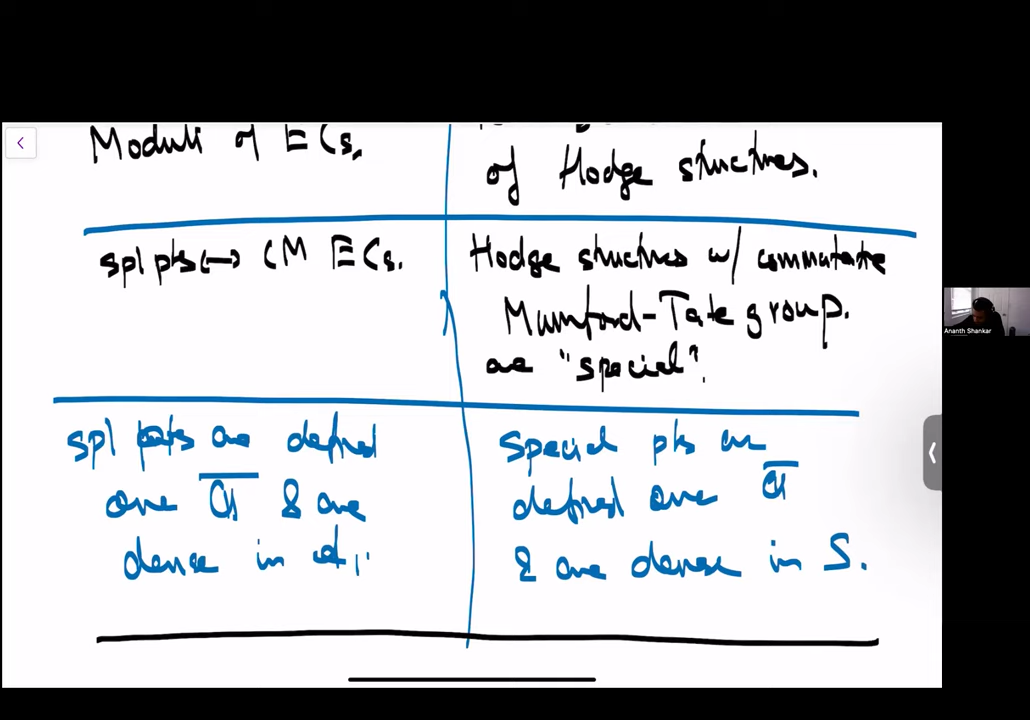 Moduli of ECs.
of Hodge structures.
spl pts ↔ CM ECs.
Hodge structures w/ commutative
Mumford-Tate group.
are "special".
spl pts are defined
over Q̅ & are
dense in A₁.
special pts are
defined over Q̅
& are dense in S.
Ananth Shankar